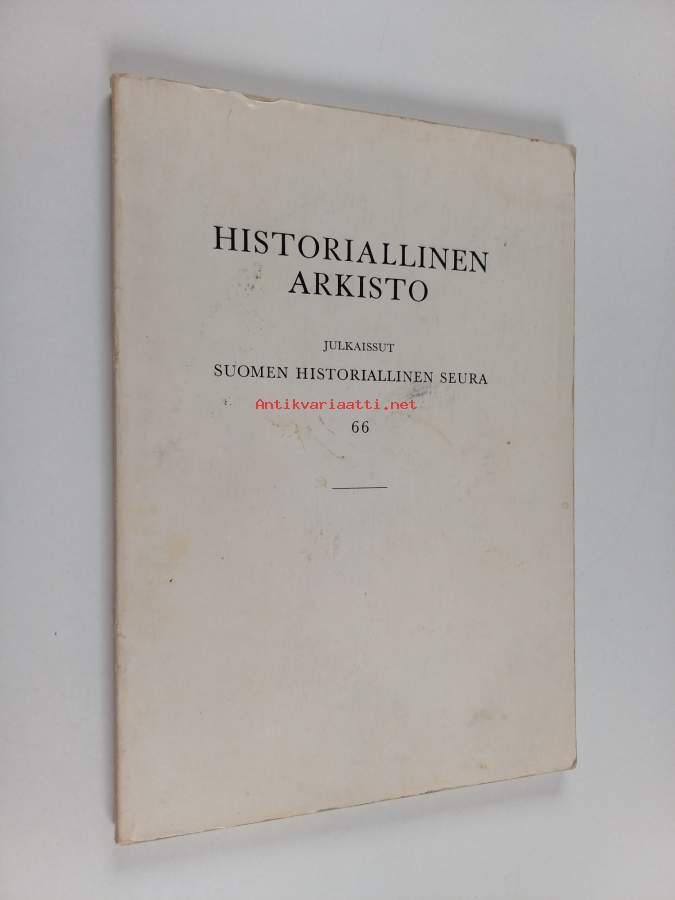 HISTORIALLINEN
ARKISTO
JULKAISSUT
SUOMEN HISTORIALLINEN SEURA
Antikvariaatti.net
66